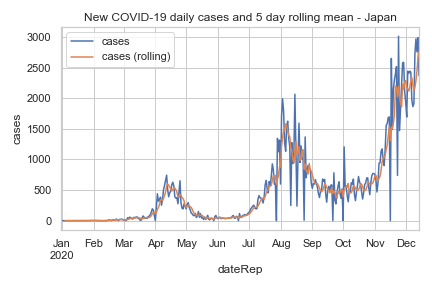 New COVID-19 daily cases and 5 day rolling mean - Japan
cases
cases (rolling)
3000
2500
2000
1500
1000
500
0
cases
Jan Feb Mar Apr May Jun Jul Aug Sep Oct Nov Dec
2020
dateRep